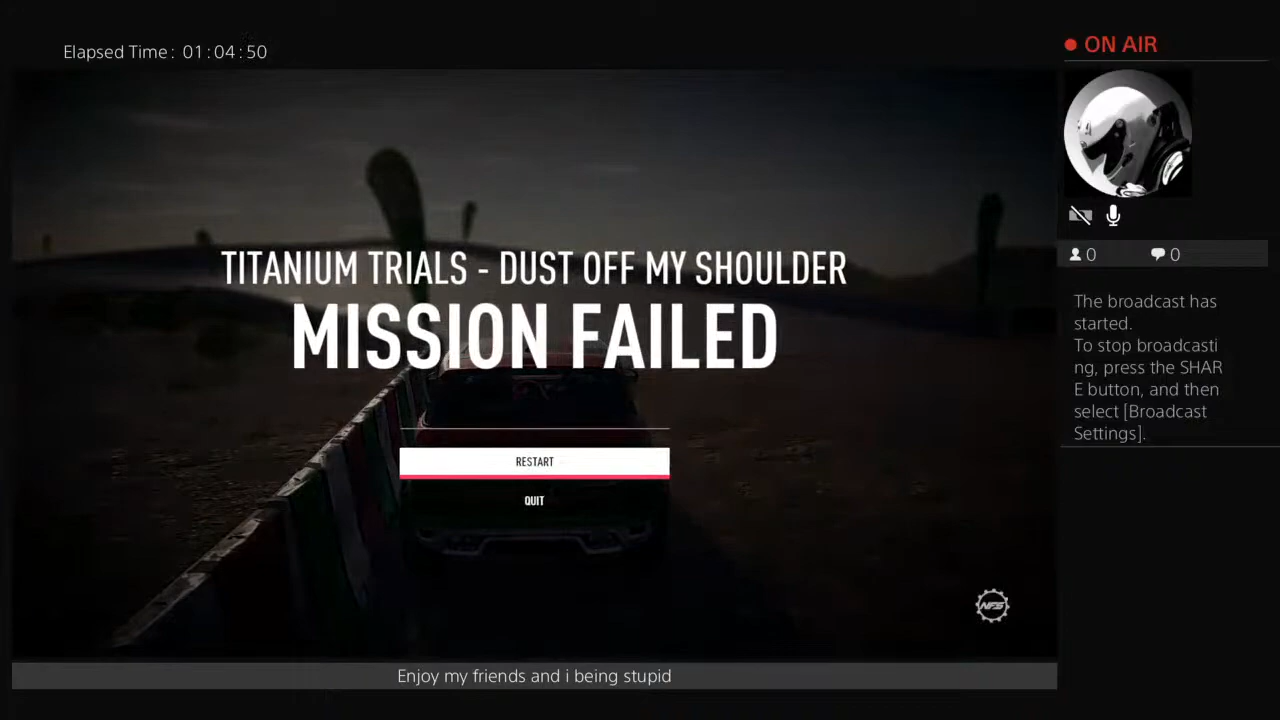 Elapsed Time: 01:04:50
ON AIR
TITANIUM TRIALS - DUST OFF MY SHOULDER
MISSION FAILED
RESTART
QUIT
NFS
0 0
The broadcast has
started.
To stop broadcasti
ng, press the SHAR
E button, and then
select [Broadcast
Settings].
Enjoy my friends and i being stupid